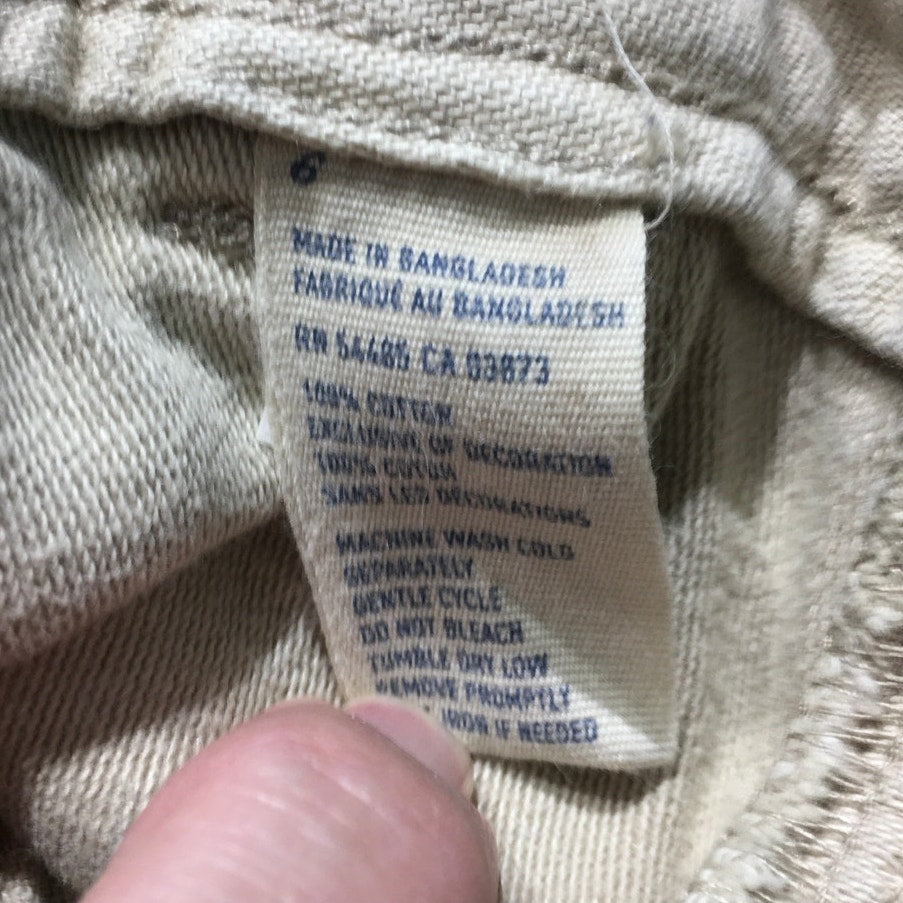 6
MADE IN BANGLADESH
FABRIQUÉ AU BANGLADESH
RN 54485 CA 03873
100% COTTON
EXCLUSIVE OF DECORATION
100% COTON
SANS LES DECORATIONS
MACHINE WASH COLD
SEPARATELY
GENTLE CYCLE
DO NOT BLEACH
TUMBLE DRY LOW
REMOVE PROMPTLY
IRON IF NEEDED